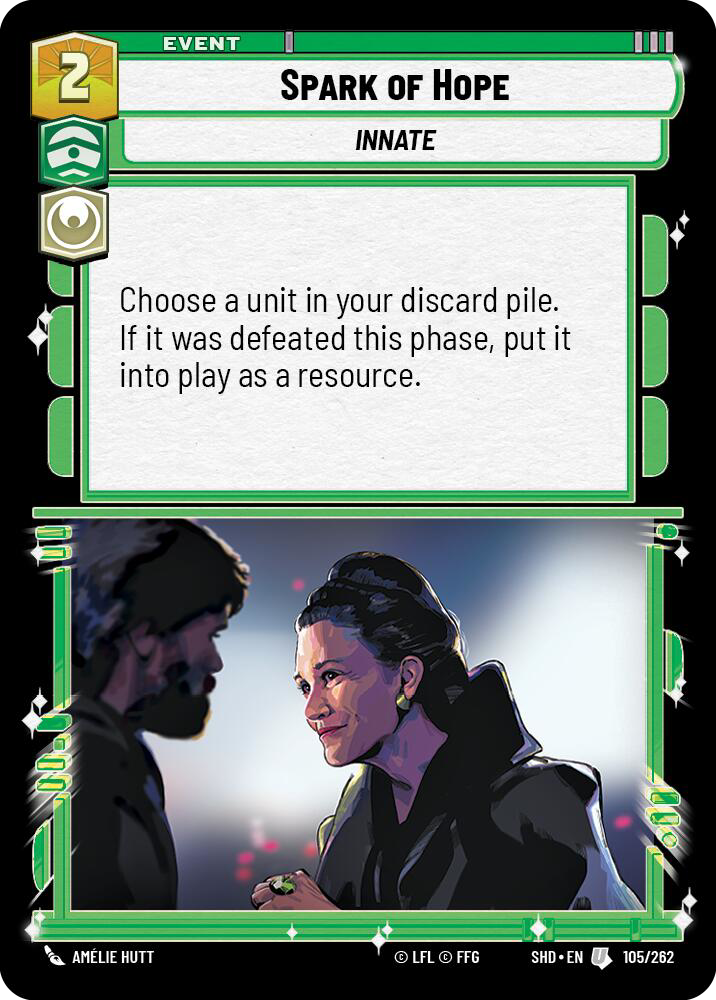 EVENT
2
SPARK OF HOPE
INNATE
Choose a unit in your discard pile.
If it was defeated this phase, put it
into play as a resource.
AMÉLIE HUTT
© LFL © FFG
SHD • EN
U
105/262